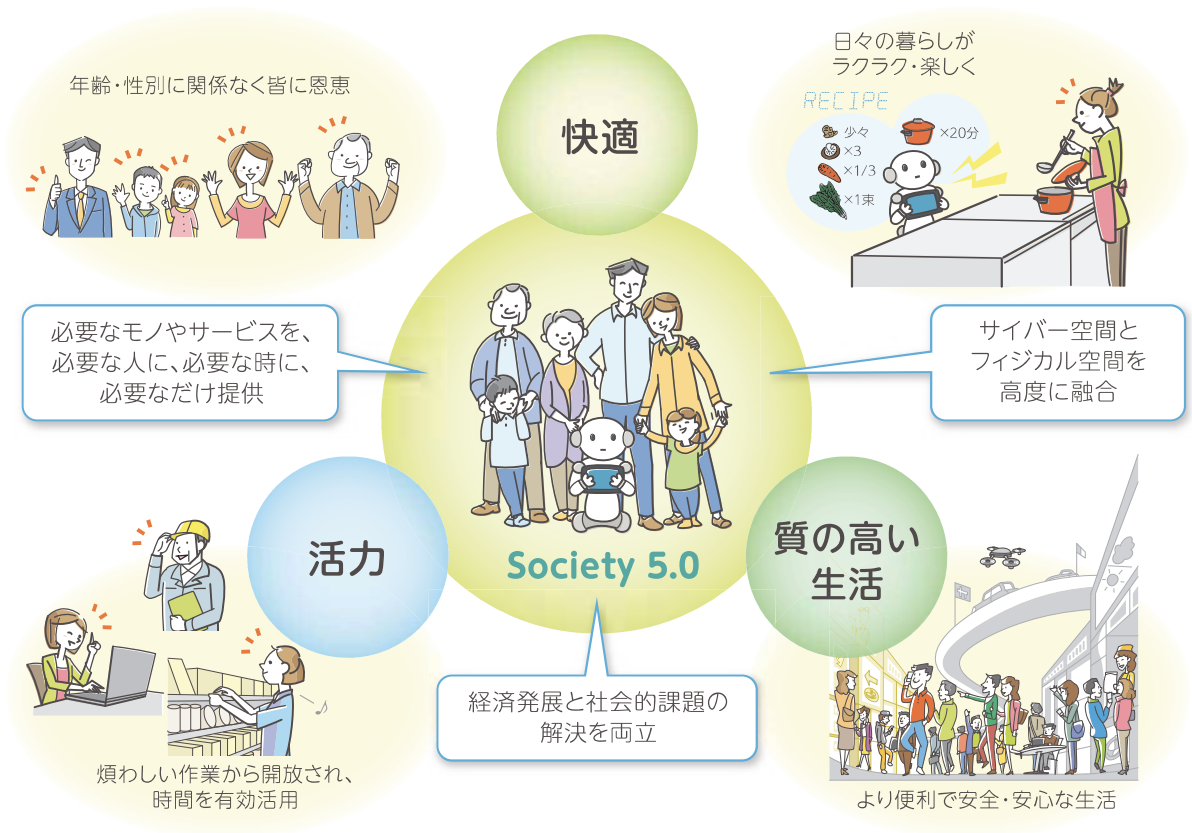 年齢・性別に関係なく皆に恩恵
快適
日々の暮らしが
ラクラク・楽しく
RECIPE
少々
×3
×1/3
×1束
×20分
必要なモノやサービスを、
必要な人に、必要な時に、
必要なだけ提供
サイバー空間と
フィジカル空間を
高度に融合
活力
Society 5.0
質の高い
生活
経済発展と社会的課題の
解決を両立
煩わしい作業から開放され、
時間を有効活用
より便利で安全・安心な生活